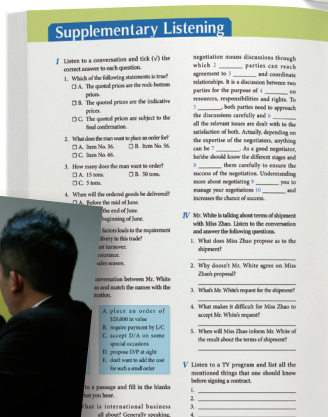 Supplementary Listening
I Listen to a conversation and tick (√) the
correct answer to each question.
1. Which of the following statements is true?
□ A. The quoted prices are the rock-bottom
prices.
□ B. The quoted prices are the indicative
prices.
□ C. The quoted prices are subject to the
final confirmation.
2. What does the man want to place an order for?
□ A. Item No. 36. □ B. Item No. 56.
□ C. Item No. 66.
3. How many does the man want to order?
□ A. 15 tons. □ B. 50 tons.
□ C. 5 tons.
4. When will the ordered goods be delivered?
□ A. Before the mid of June.
the end of June.
beginning of June.
factors leads to the requirement
livery in this trade?
st turnover.
nsurance.
ales season.
onversation between Mr. White
ao and match the names with the
mation.
A. place an order of
$20,000 in value
B. require payment by L/C
C. accept D/A on some
special occasions
D. propose D/P at sight
E. don't want to add the cost
for such a small order
to a passage and fill in the blanks
hat you hear.
hat is international business
all about? Generally speaking,
negotiation means discussions through
which 2 ________ parties can reach
agreement to 3 ________ and coordinate
relationships. It is a discussion between two
parties for the purpose of 4 ________ on
resources, responsibilities and rights. To
5 ________, both parties need to approach
the discussions carefully and 6 ________
all the relevant issues are dealt with to the
satisfaction of both. Actually, depending on
the expertise of the negotiators, anything
can be 7 ________. As a good negotiator,
he/she should know the different stages and
8 ________ them carefully to ensure the
success of the negotiation. Understanding
more about negotiating 9 ________ you to
manage your negotiations 10 ________ and
increases the chance of success.
IV Mr. White is talking about terms of shipment
with Miss Zhao. Listen to the conversation
and answer the following questions.
1. What does Miss Zhao propose as to the
shipment?
2. Why doesn't Mr. White agree on Miss
Zhao's proposal?
3. What's Mr. White's request for the shipment?
4. What makes it difficult for Miss Zhao to
accept Mr. White's request?
5. When will Miss Zhao inform Mr. White of
the result about the terms of shipment?
V Listen to a TV program and list all the
mentioned things that one should know
before signing a contract.
1.
2.
3.
4.